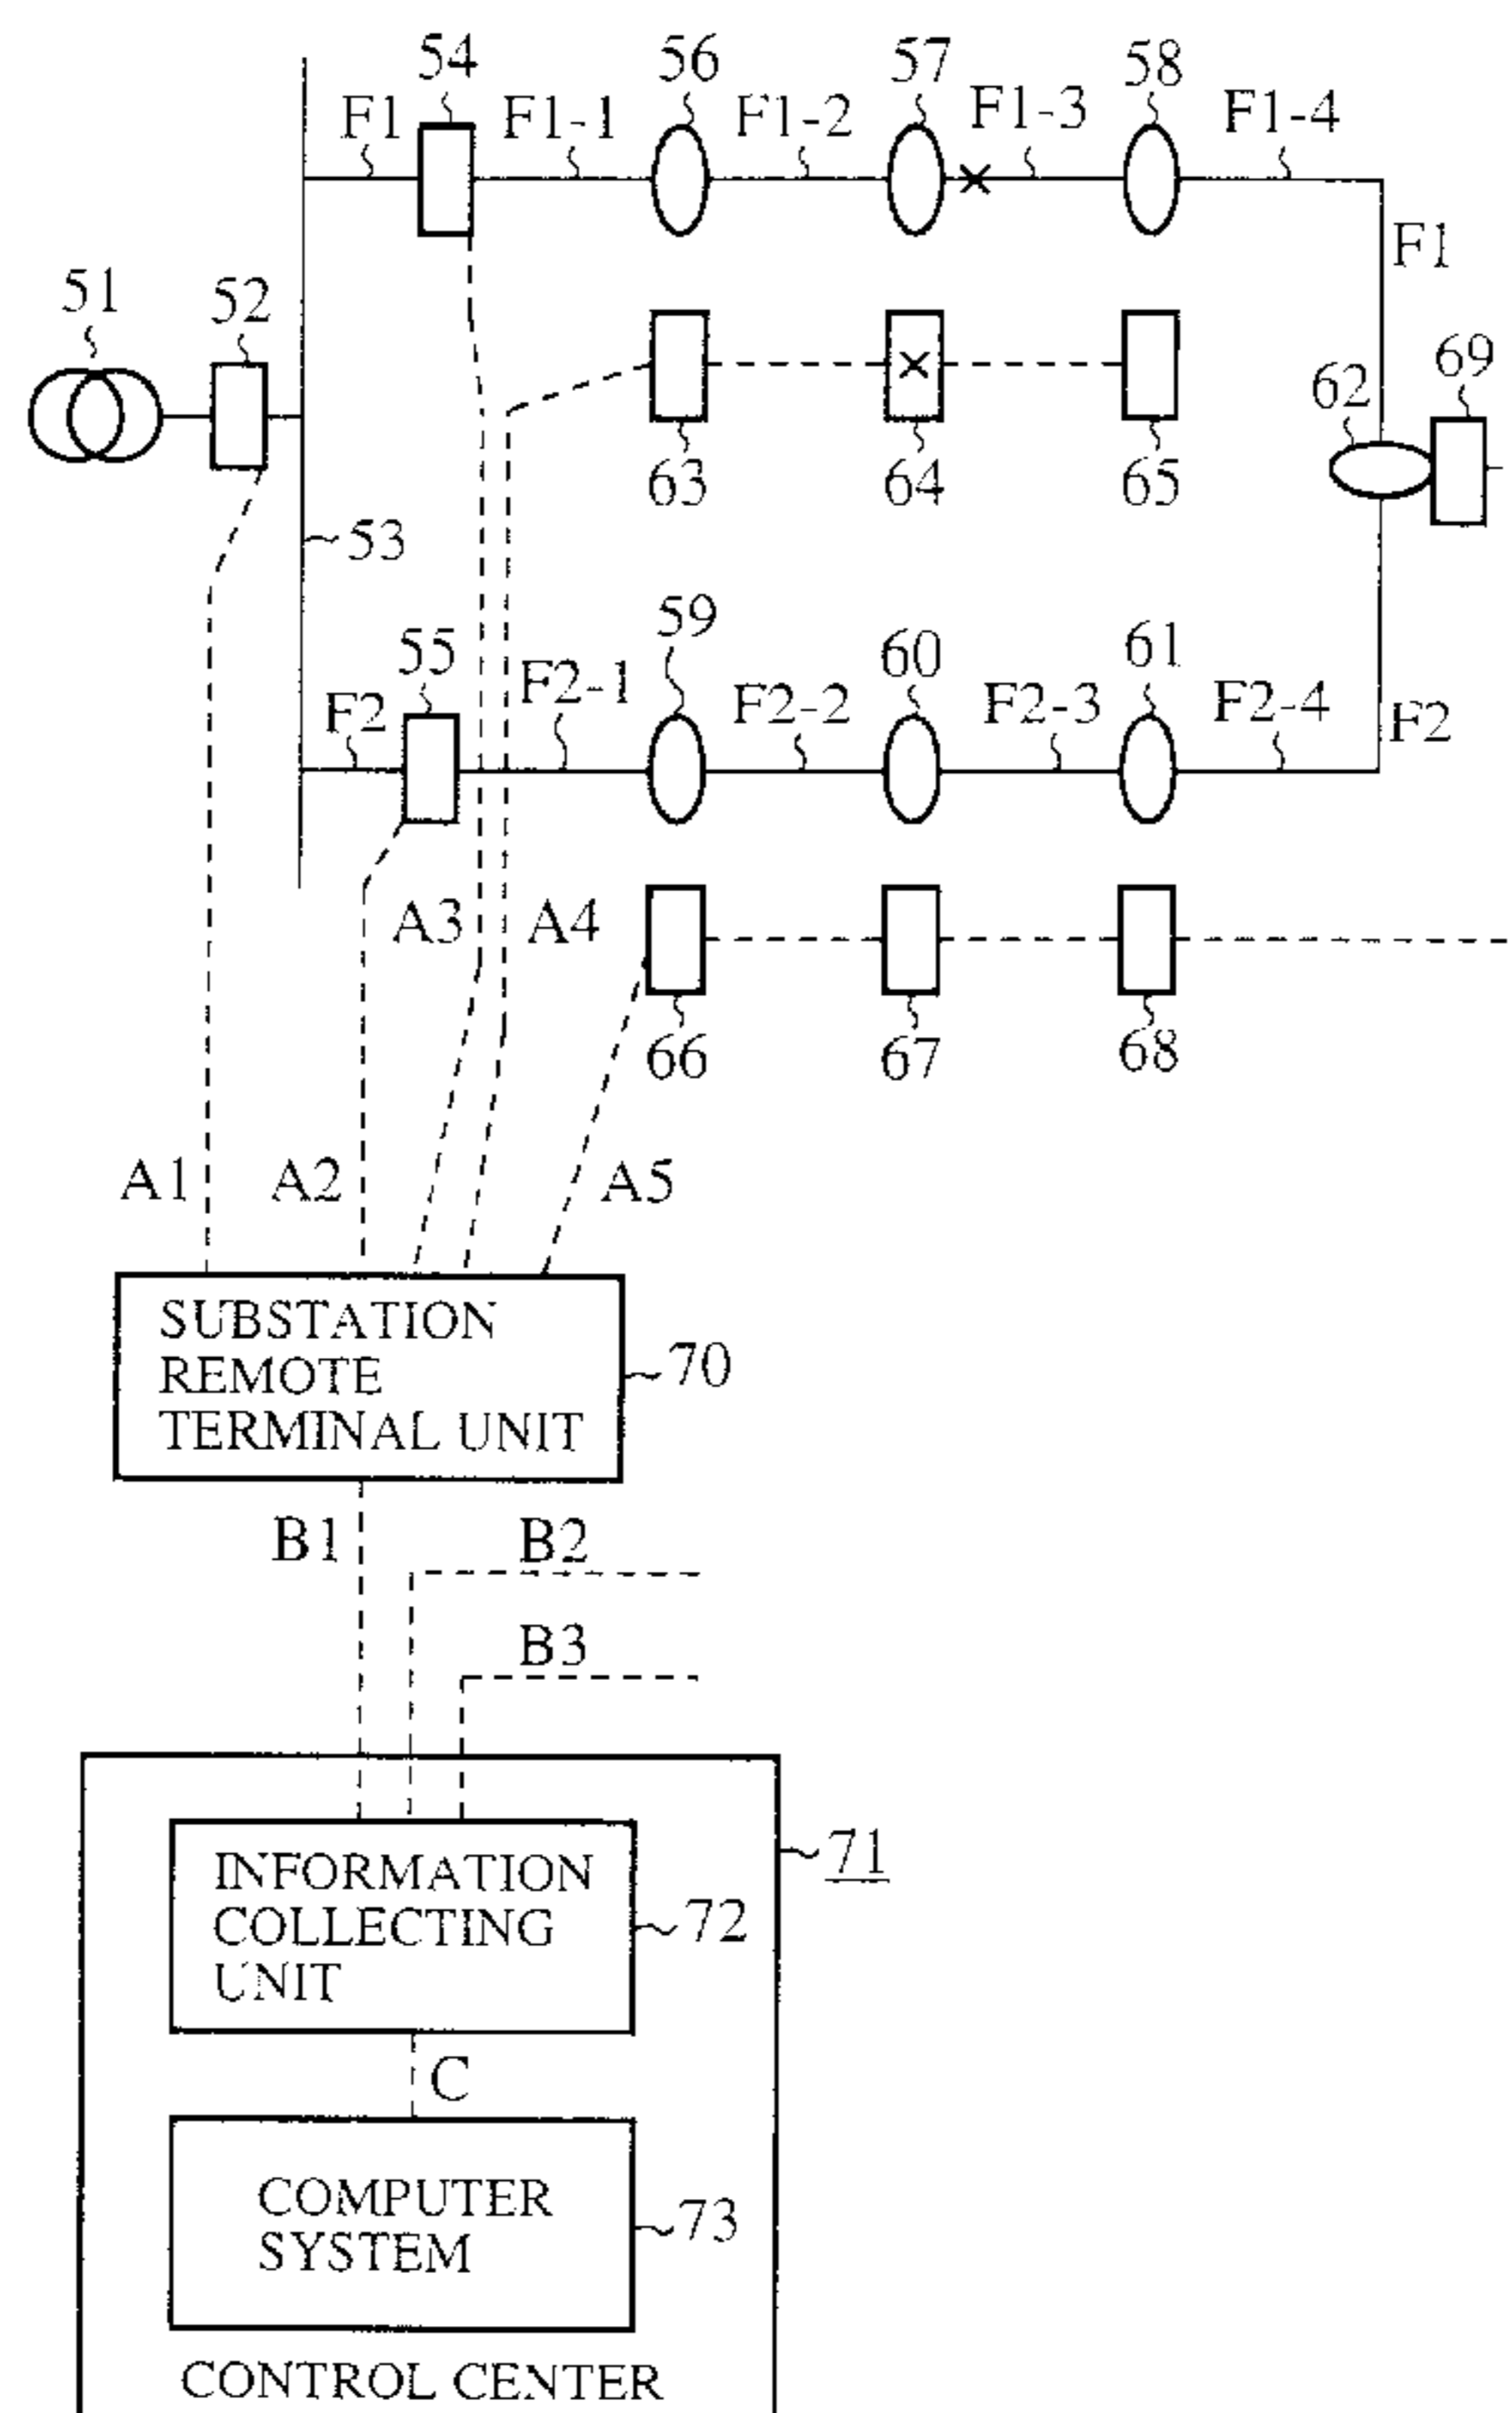 54
56
57
58
F1
F1-1
F1-2
F1-3
F1-4
F1
51
52
62
69
63
64
65
53
59
55
60
61
F2
F2-1
F2-2
F2-3
F2-4
F2
A3
A4
66
67
68
A1
A2
A5
SUBSTATION
REMOTE
TERMINAL UNIT
70
B1
B2
B3
71
INFORMATION
COLLECTING
UNIT
72
C
COMPUTER
SYSTEM
73
CONTROL CENTER